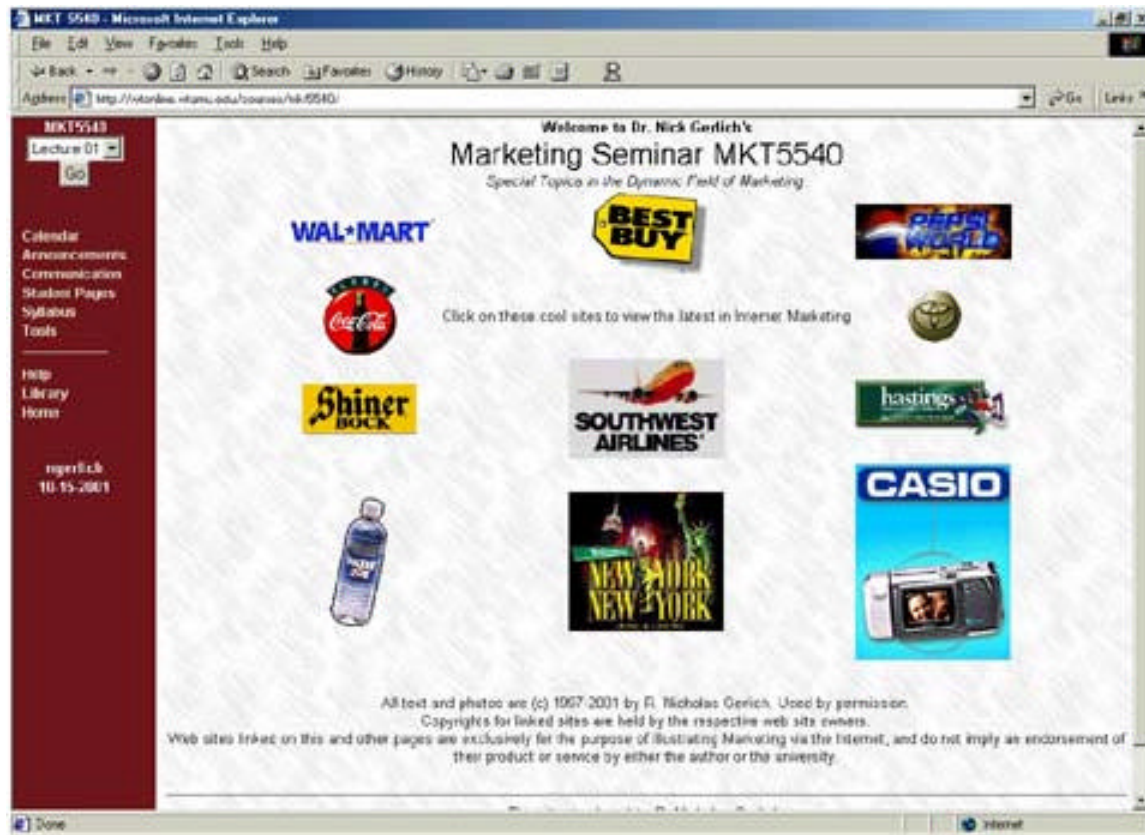 MKT 5540 - Microsoft Internet Explorer
File Edit View Favorites Tools Help
Back Search Favorites History
Address Go Links
MKT5540
Lecture 01
Go
Calendar
Announcements
Communication
Student Pages
Syllabus
Tools
Help
Library
Home
ngerlich
10-15-2001
Welcome to Dr. Nick Gerlich's
Marketing Seminar MKT5540
Special Topics in the Dynamic Field of Marketing
WAL★MART
BEST BUY
PEPSI WORLD
Coca-Cola
Click on these cool sites to view the latest in Internet Marketing
Shiner
BOCK
SOUTHWEST
AIRLINES
hastings
CASIO
NEW YORK
NEW YORK
All text and photos are (c) 1997-2001 by R. Nicholas Gerlich. Used by permission.
Copyrights for linked sites are held by the respective web site owners.
Web sites linked on this and other pages are exclusively for the purpose of illustrating Marketing via the Internet, and do not imply an endorsement of
their product or service by either the author or the university.
Done Internet